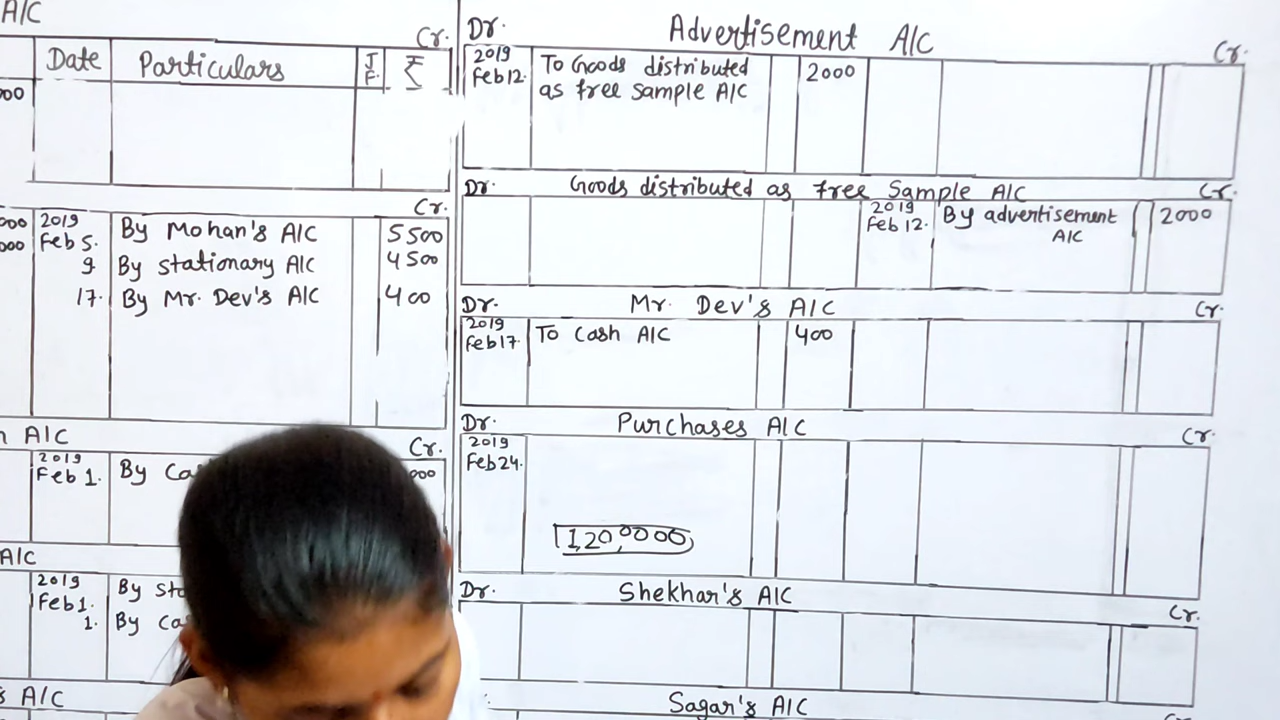 A/C
Cr.
Date Particulars J.F. ₹
000
Cr.
000 2019
000 Feb 5. By Mohan's A/C 5500
9. By stationary A/C 4500
17. By Mr. Dev's A/C 400
A/C
Cr.
2019
Feb 1. By 000
A/C
2019
Feb 1. By
1. By
A/C
Dr. Advertisement A/C Cr.
2019
Feb 12. To Goods distributed 2000
as free sample A/C
Dr. Goods distributed as free Sample A/C Cr.
2019
Feb 12. By advertisement 2000
A/C
Dr. Mr. Dev's A/C Cr.
2019
Feb 17. To Cash A/C 400
Dr. Purchases A/C Cr.
2019
Feb 24.
1,20,0000
Dr. Shekhar's A/C Cr.
Sagar's A/C Cr.